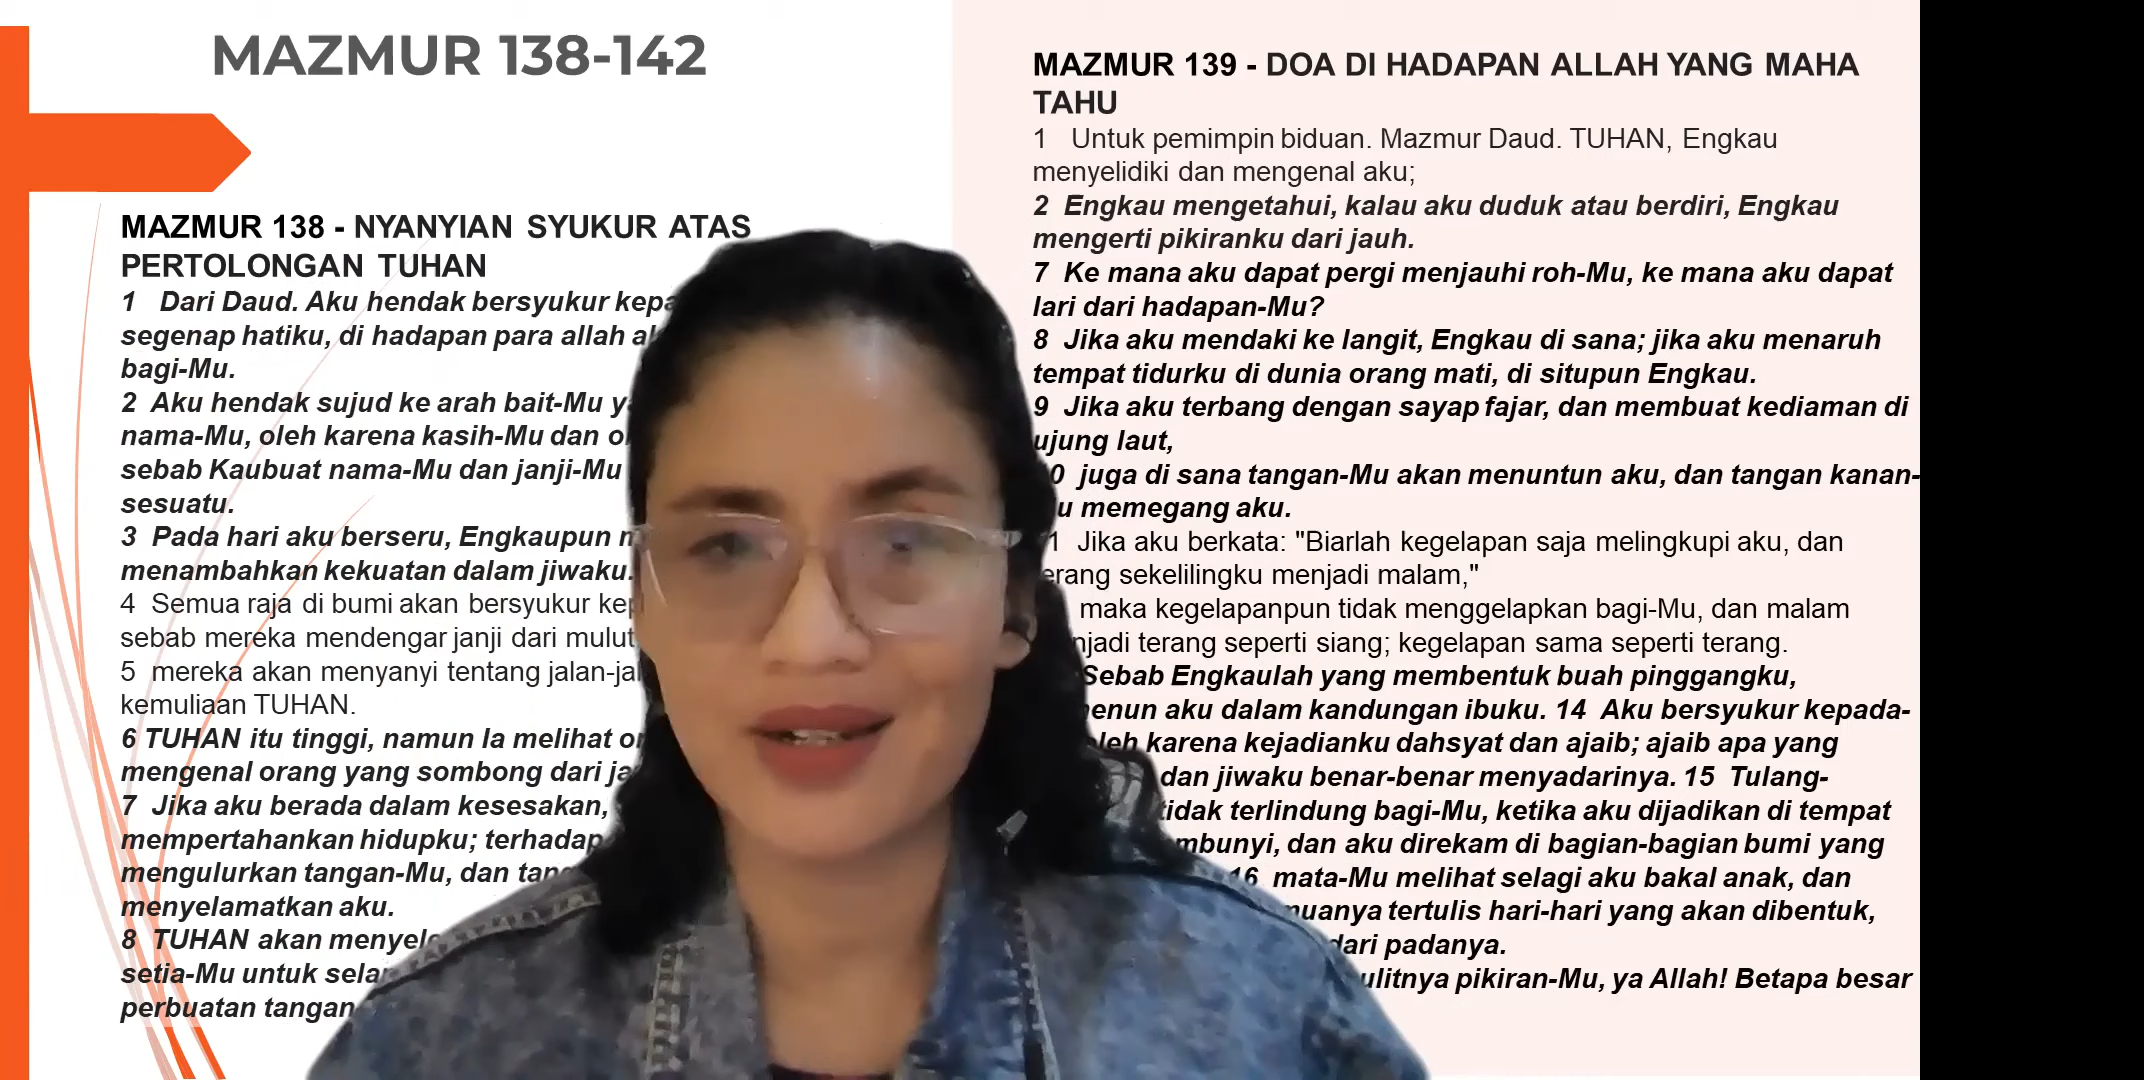 MAZMUR 138-142
MAZMUR 138 - NYANYIAN SYUKUR ATAS
PERTOLONGAN TUHAN
1 Dari Daud. Aku hendak bersyukur
segenap hatiku, di hadapan para allah
bagi-Mu.
2 Aku hendak sujud ke arah bait-Mu
nama-Mu, oleh karena kasih-Mu dan
sebab Kaubuat nama-Mu dan janji-Mu
sesuatu.
3 Pada hari aku berseru, Engkaupun
menambahkan kekuatan dalam jiwaku.
4 Semua raja di bumi akan bersyukur
sebab mereka mendengar janji dari
5 mereka akan menyanyi tentang
kemuliaan TUHAN.
6 TUHAN itu tinggi, namun Ia melihat
mengenal orang yang sombong dari
7 Jika aku berada dalam kesesakan,
mempertahankan hidupku; terhadap
mengulurkan tangan-Mu, dan
menyelamatkan aku.
8 TUHAN akan
setia-Mu untuk
perbuatan
MAZMUR 139 - DOA DI HADAPAN ALLAH YANG MAHA
TAHU
1 Untuk pemimpin biduan. Mazmur Daud. TUHAN, Engkau
menyelidiki dan mengenal aku;
2 Engkau mengetahui, kalau aku duduk atau berdiri, Engkau
mengerti pikiranku dari jauh.
7 Ke mana aku dapat pergi menjauhi roh-Mu, ke mana aku dapat
lari dari hadapan-Mu?
8 Jika aku mendaki ke langit, Engkau di sana; jika aku menaruh
tempat tidurku di dunia orang mati, di situpun Engkau.
9 Jika aku terbang dengan sayap fajar, dan membuat kediaman di
ujung laut,
juga di sana tangan-Mu akan menuntun aku, dan tangan kanan-
memegang aku.
Jika aku berkata: "Biarlah kegelapan saja melingkupi aku, dan
sekelilingku menjadi malam,"
maka kegelapanpun tidak menggelapkan bagi-Mu, dan malam
terang seperti siang; kegelapan sama seperti terang.
Sebab Engkaulah yang membentuk buah pinggangku,
aku dalam kandungan ibuku. 14 Aku bersyukur kepada-
karena kejadianku dahsyat dan ajaib; ajaib apa yang
dan jiwaku benar-benar menyadarinya. 15 Tulang-
tidak terlindung bagi-Mu, ketika aku dijadikan di tempat
dan aku direkam di bagian-bagian bumi yang
16 mata-Mu melihat selagi aku bakal anak, dan
tertulis hari-hari yang akan dibentuk,
dari padanya.
pikiran-Mu, ya Allah! Betapa besar